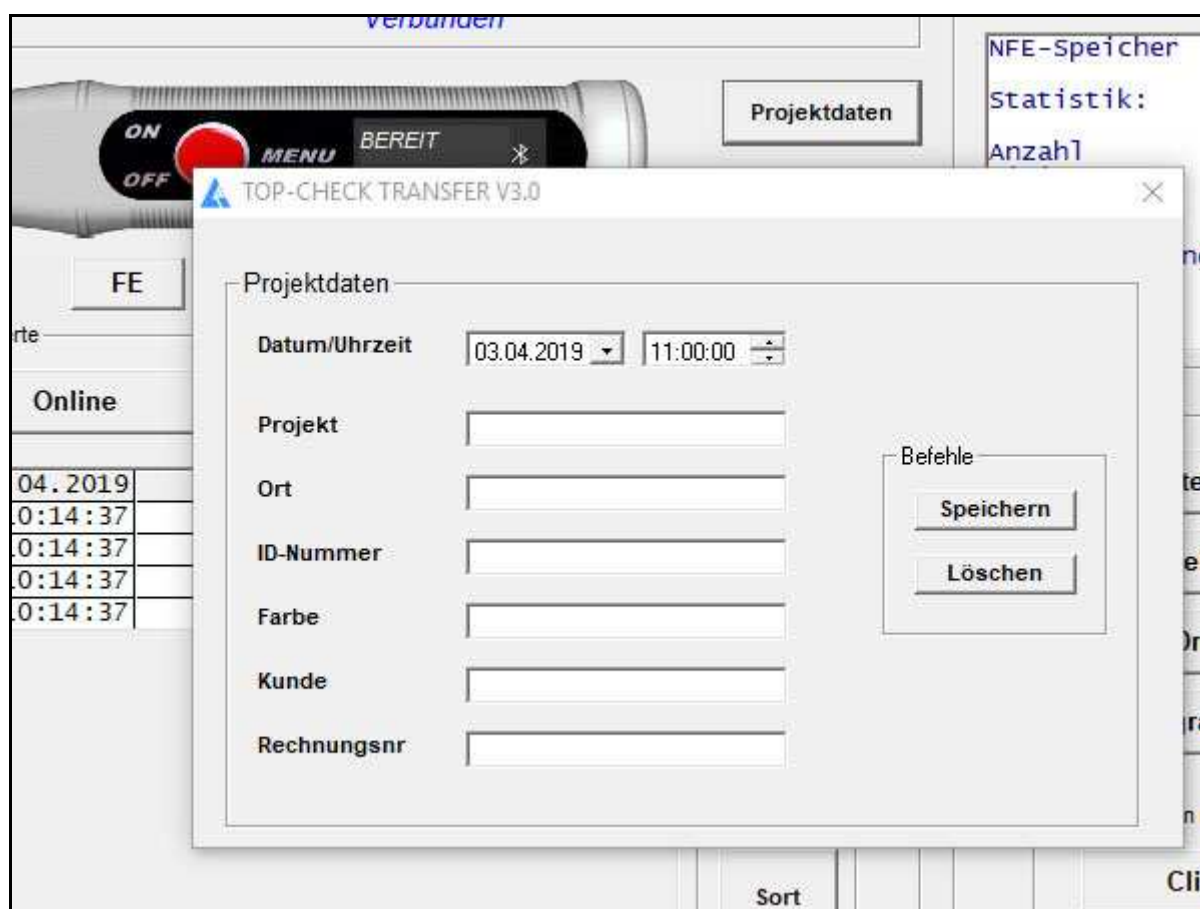 Verbunden
NFE-Speicher
Statistik:
Anzahl
ON
OFF
MENU
BEREIT
Projektdaten
TOP-CHECK TRANSFER V3.0
FE
Projektdaten
Datum/Uhrzeit 03.04.2019 11:00:00
Projekt
Ort
ID-Nummer
Farbe
Kunde
Rechnungsnr
Befehle
Speichern
Löschen
rte
Online
04.2019
0:14:37
0:14:37
0:14:37
0:14:37
Sort
Cli